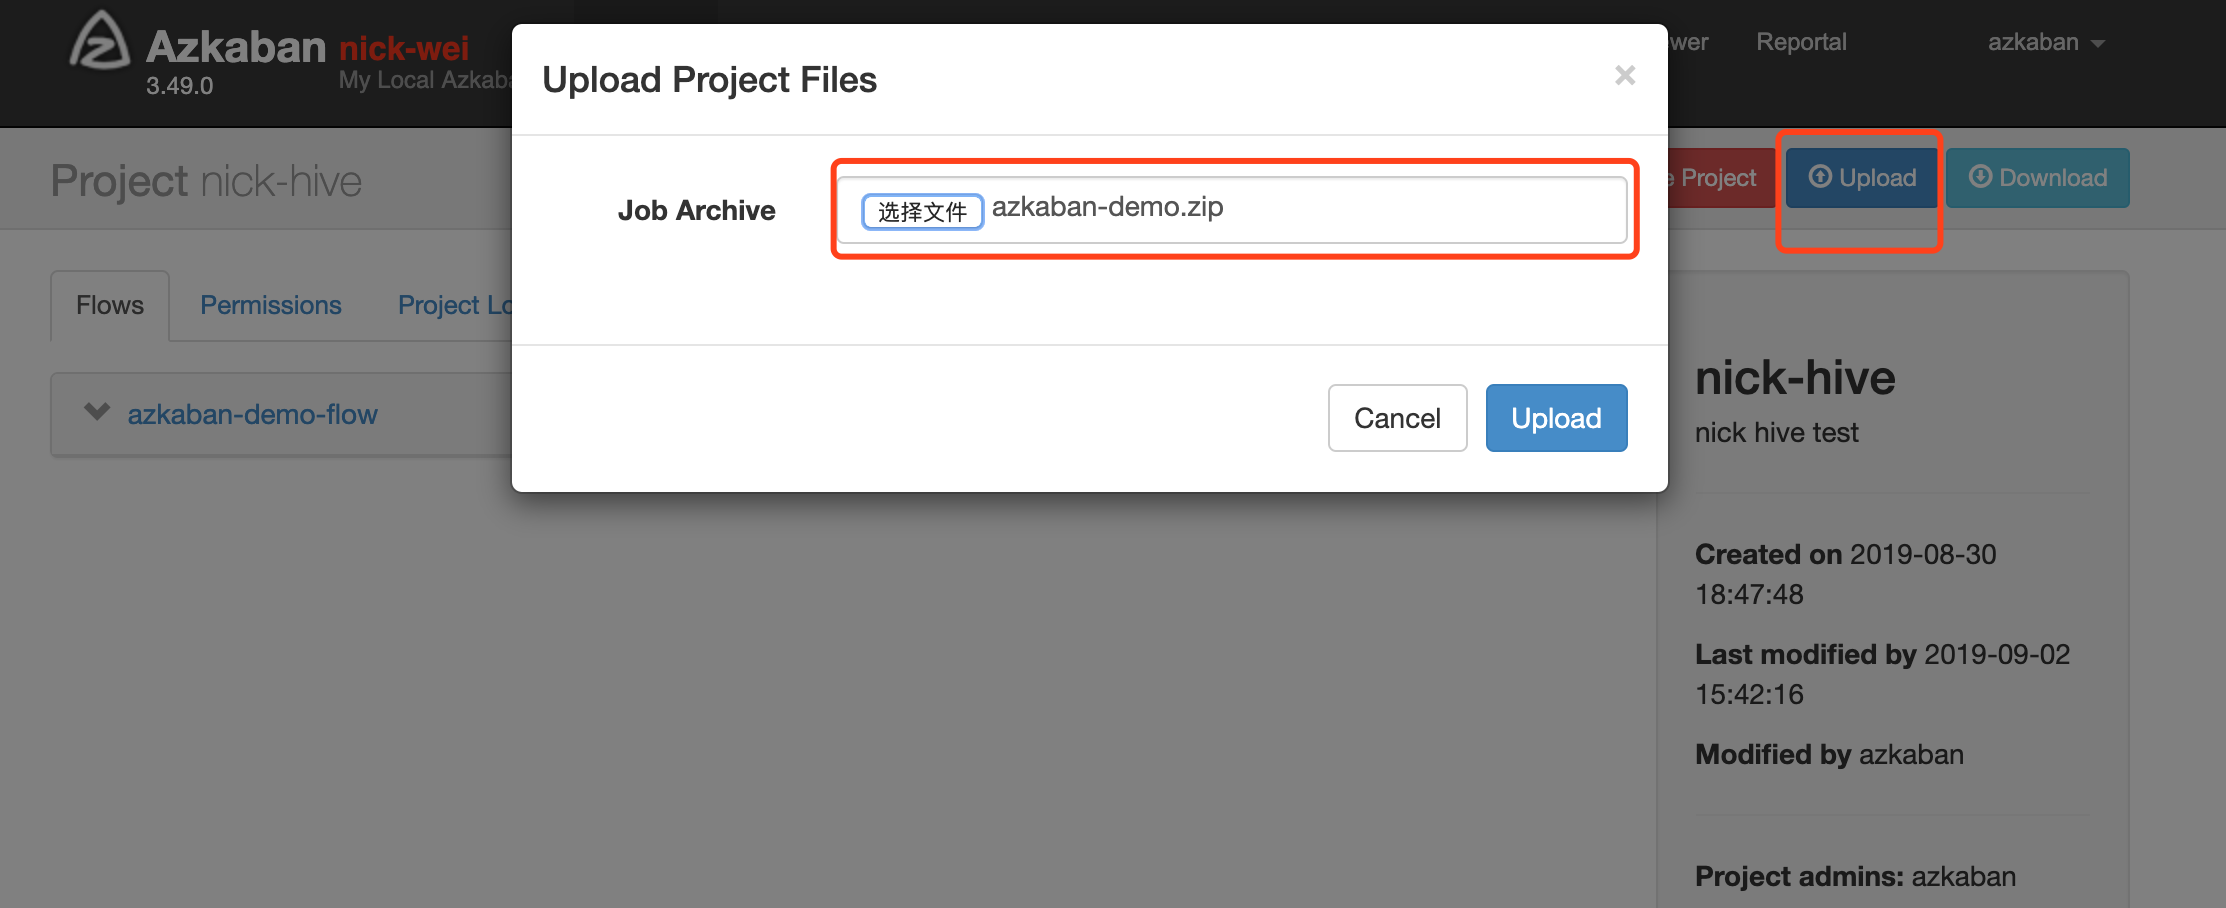 Azkaban nick-wei
3.49.0
My Local Azkaba
wer
Reportal
azkaban
Project nick-hive
e Project
Upload
Download
Upload Project Files
×
Job Archive
选择文件 azkaban-demo.zip
Cancel
Upload
Flows
Permissions
Project Lo
azkaban-demo-flow
nick-hive
nick hive test
Created on 2019-08-30
18:47:48
Last modified by 2019-09-02
15:42:16
Modified by azkaban
Project admins: azkaban